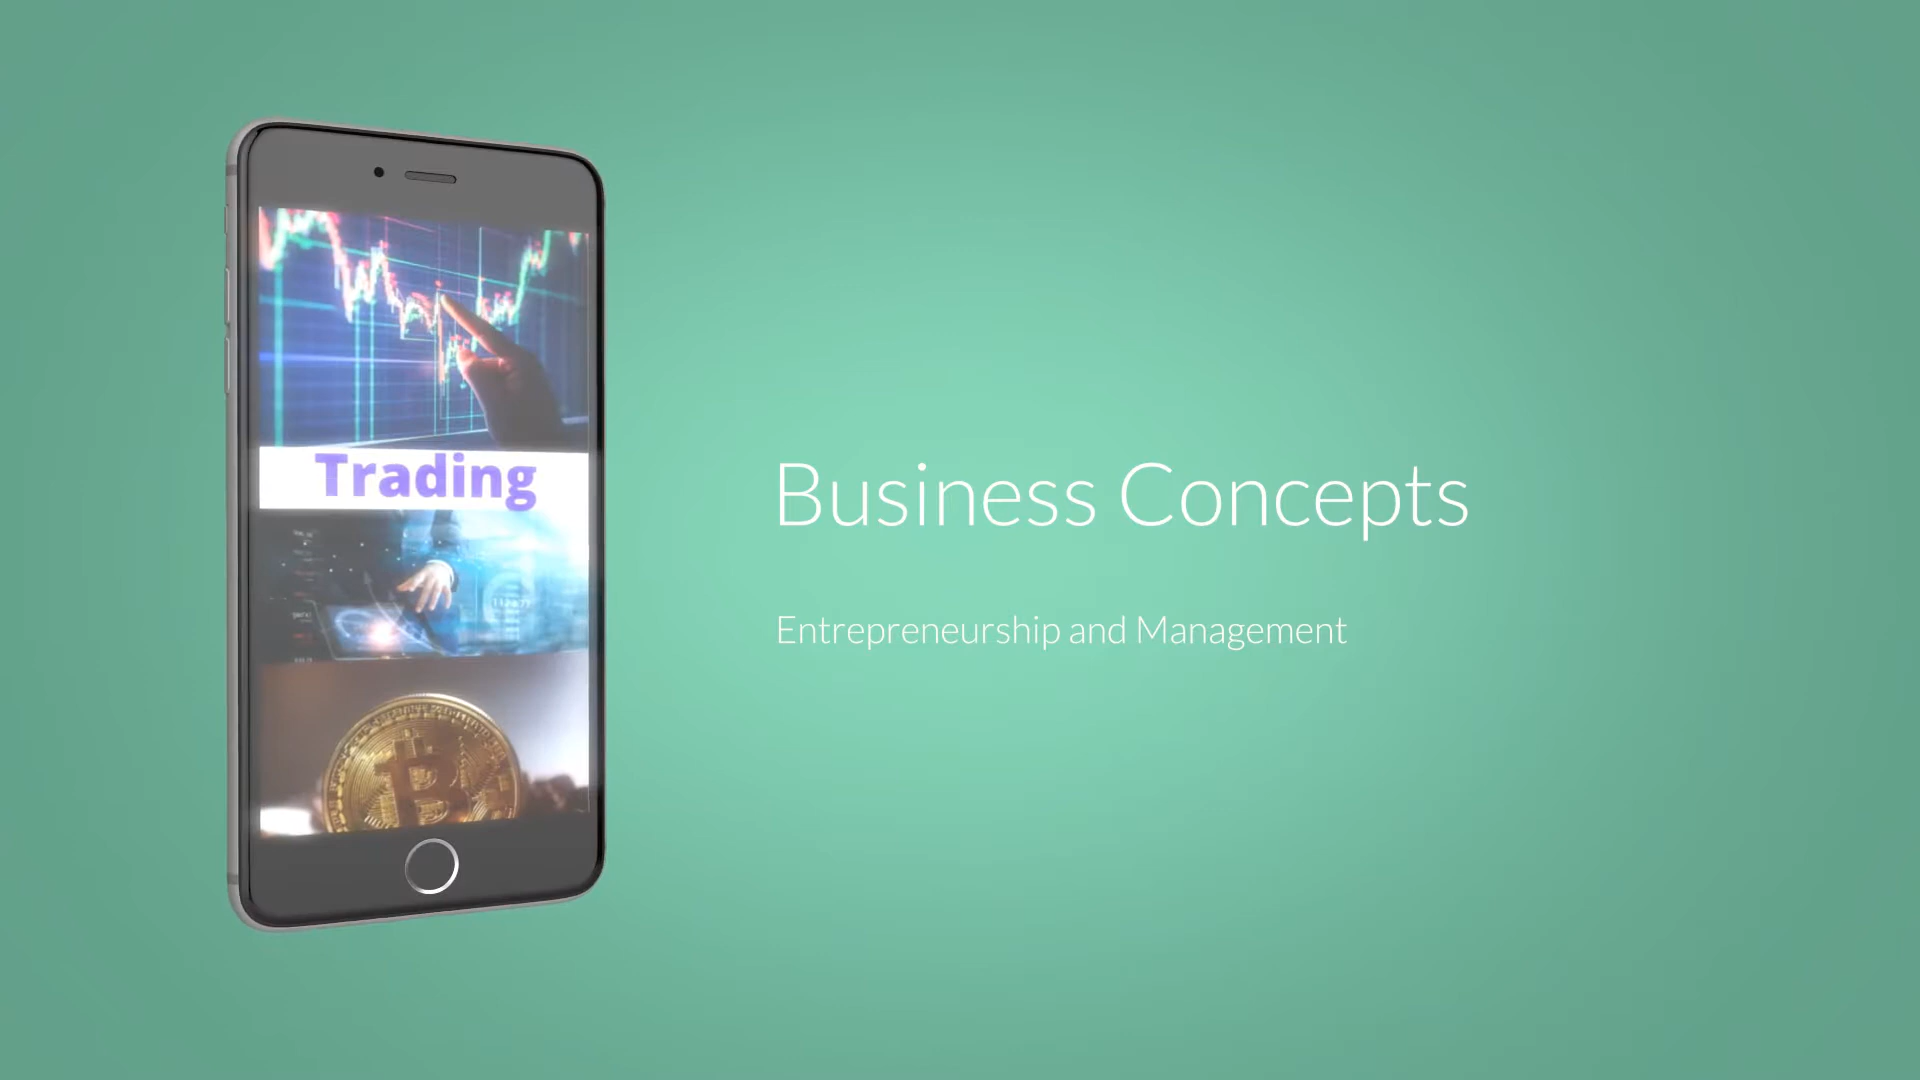 Trading
Business Concepts
Entrepreneurship and Management